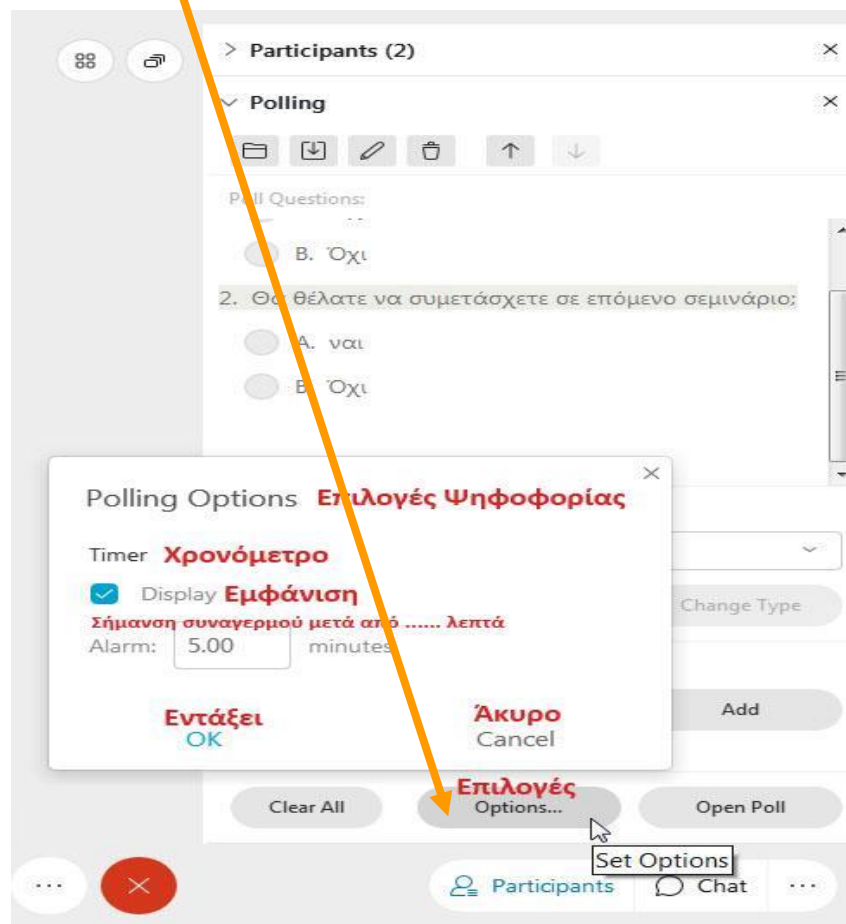 Participants (2)
Polling
Poll Questions:
B. Όχι
2. Θα θέλατε να συμετάσχετε σε επόμενο σεμινάριο;
A. ναι
B. Όχι
Polling Options Επιλογές Ψηφοφορίας
Timer Χρονόμετρο
Display Εμφάνιση
Σήμανση συναγερμού μετά από ...... λεπτά
Alarm: 5.00 minutes
Εντάξει Άκυρο
OK Cancel
Change Type
Add
Επιλογές
Clear All Options... Open Poll
Set Options
Participants Chat